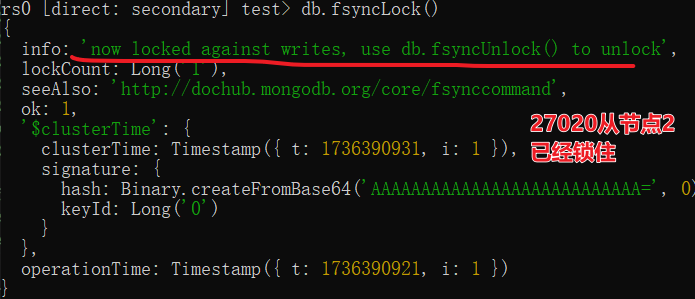 rs0 [direct: secondary] test> db.fsyncLock()
{
  info: 'now locked against writes, use db.fsyncUnlock() to unlock',
  lockCount: Long('1'),
  seeAlso: 'http://dochub.mongodb.org/core/fsynccommand',
  ok: 1,
  '$clusterTime': {
    clusterTime: Timestamp({ t: 1736390931, i: 1 }),
    signature: {
      hash: Binary.createFromBase64('AAAAAAAAAAAAAAAAAAAAAAAAAAA=', 0)
      keyId: Long('0')
    }
  },
  operationTime: Timestamp({ t: 1736390921, i: 1 })
}
27020从节点2
已经锁住